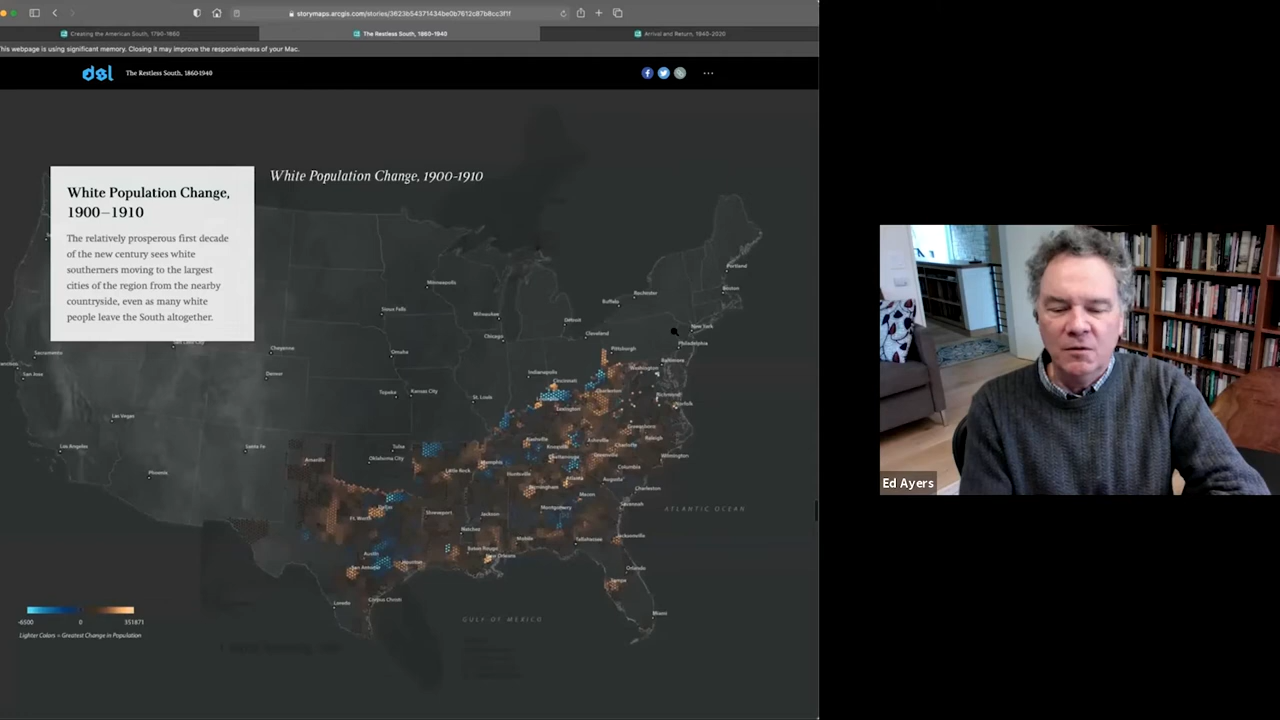 storymaps.arcgis.com/stories/3623b54371434be0b7612c87b8cc3f1f
Creating the American South, 1790-1860
The Restless South, 1860-1940
Arrival and Return, 1940-2020
This webpage is using significant memory. Closing it may improve the responsiveness of your Mac.
dsl
The Restless South, 1860-1940
White Population Change, 1900-1910
White Population Change,
1900–1910
The relatively prosperous first decade
of the new century sees white
southerners moving to the largest
cities of the region from the nearby
countryside, even as many white
people leave the South altogether.
Portland
Minneapolis
Boston
Rochester
Buffalo
Sioux Falls
Milwaukee
Detroit
New York
Cleveland
Chicago
Philadelphia
Pittsburgh
Sacramento
Cheyenne
Omaha
Baltimore
San Jose
Denver
Indianapolis
Washington
Cincinnati
Topeka
Kansas City
Charleston
Richmond
St. Louis
Louisville
Norfolk
Lexington
Las Vegas
Greensboro
Nashville
Asheville
Raleigh
Los Angeles
Santa Fe
Tulsa
Knoxville
Charlotte
Amarillo
Oklahoma City
Memphis
Chattanooga
Greenville
Wilmington
Phoenix
Little Rock
Huntsville
Columbia
Atlanta
Augusta
Birmingham
Charleston
Macon
Dallas
Montgomery
Savannah
ATLANTIC OCEAN
Ft. Worth
Shreveport
Jackson
Natchez
Mobile
Tallahassee
Jacksonville
Austin
Baton Rouge
New Orleans
Houston
San Antonio
Orlando
Tampa
Laredo
Corpus Christi
Miami
GULF OF MEXICO
-6500 0 351871
Lighter Colors = Greatest Change in Population
Ed Ayers